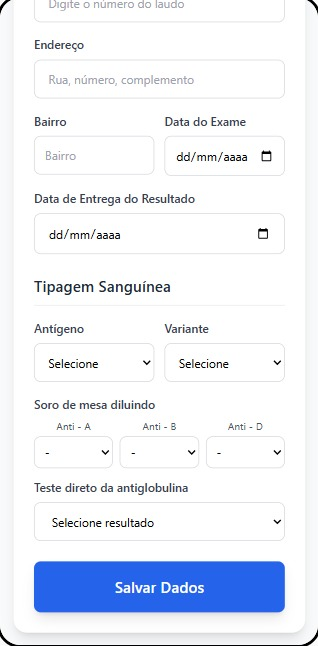 Digite o número do laudo
Endereço
Rua, número, complemento
Bairro Data do Exame
Bairro dd/mm/aaaa
Data de Entrega do Resultado
dd/mm/aaaa
Tipagem Sanguínea
Antígeno Variante
Selecione Selecione
Soro de mesa diluindo
Anti - A Anti - B Anti - D
- - -
Teste direto da antiglobulina
Selecione resultado
Salvar Dados